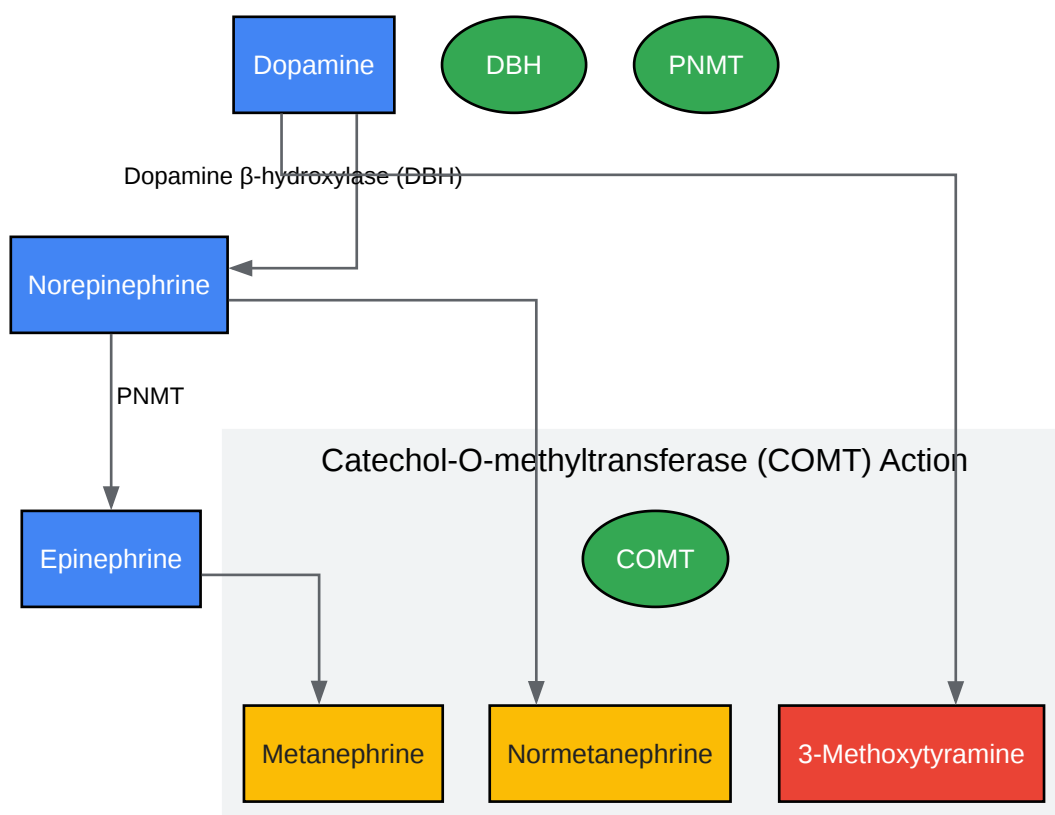 Dopamine
DBH
PNMT
Dopamine β-hydroxylase (DBH)
Norepinephrine
PNMT
Catechol-O-methyltransferase (COMT) Action
Epinephrine
COMT
Metanephrine
Normetanephrine
3-Methoxytyramine